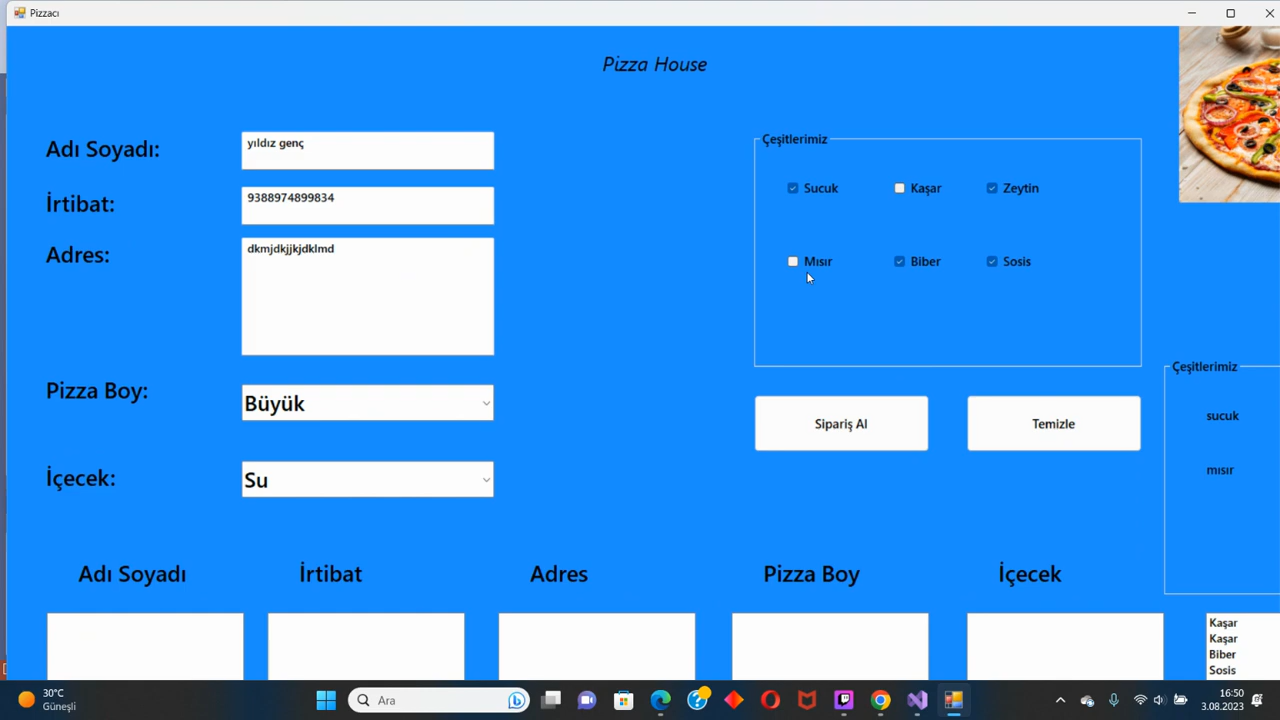 Pizzacı
Pizza House
Adı Soyadı:
yıldız genç
İrtibat:
9388974899834
Adres:
dkmjdkjjkjdklmd
Pizza Boy:
Büyük
İçecek:
Su
Çeşitlerimiz
Sucuk
Kaşar
Zeytin
Mısır
Biber
Sosis
Sipariş Al
Temizle
Çeşitlerimiz
sucuk
mısır
Adı Soyadı
İrtibat
Adres
Pizza Boy
İçecek
Kaşar
Kaşar
Biber
Sosis
30°C
Güneşli
Ara
16:50
3.08.2023